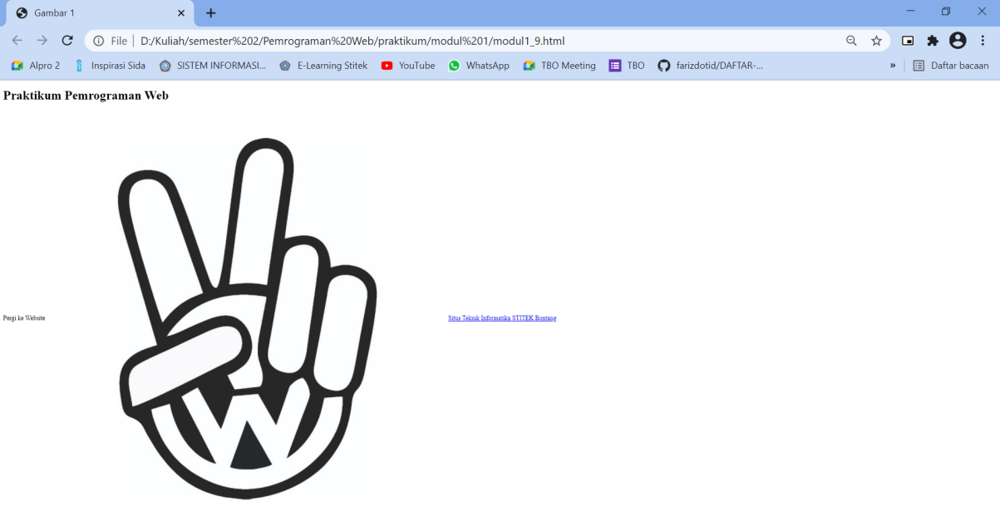 Gambar 1
File | D:/Kuliah/semester%202/Pemrograman%20Web/praktikum/modul%201/modul1_9.html
Alpro 2 Inspirasi Sida SISTEM INFORMASI... E-Learning Stitek YouTube WhatsApp TBO Meeting TBO farizdotid/DAFTAR-... » Daftar bacaan
Praktikum Pemrograman Web
Pergi ke Website Situs Teknik Informatika STITEK Bontang